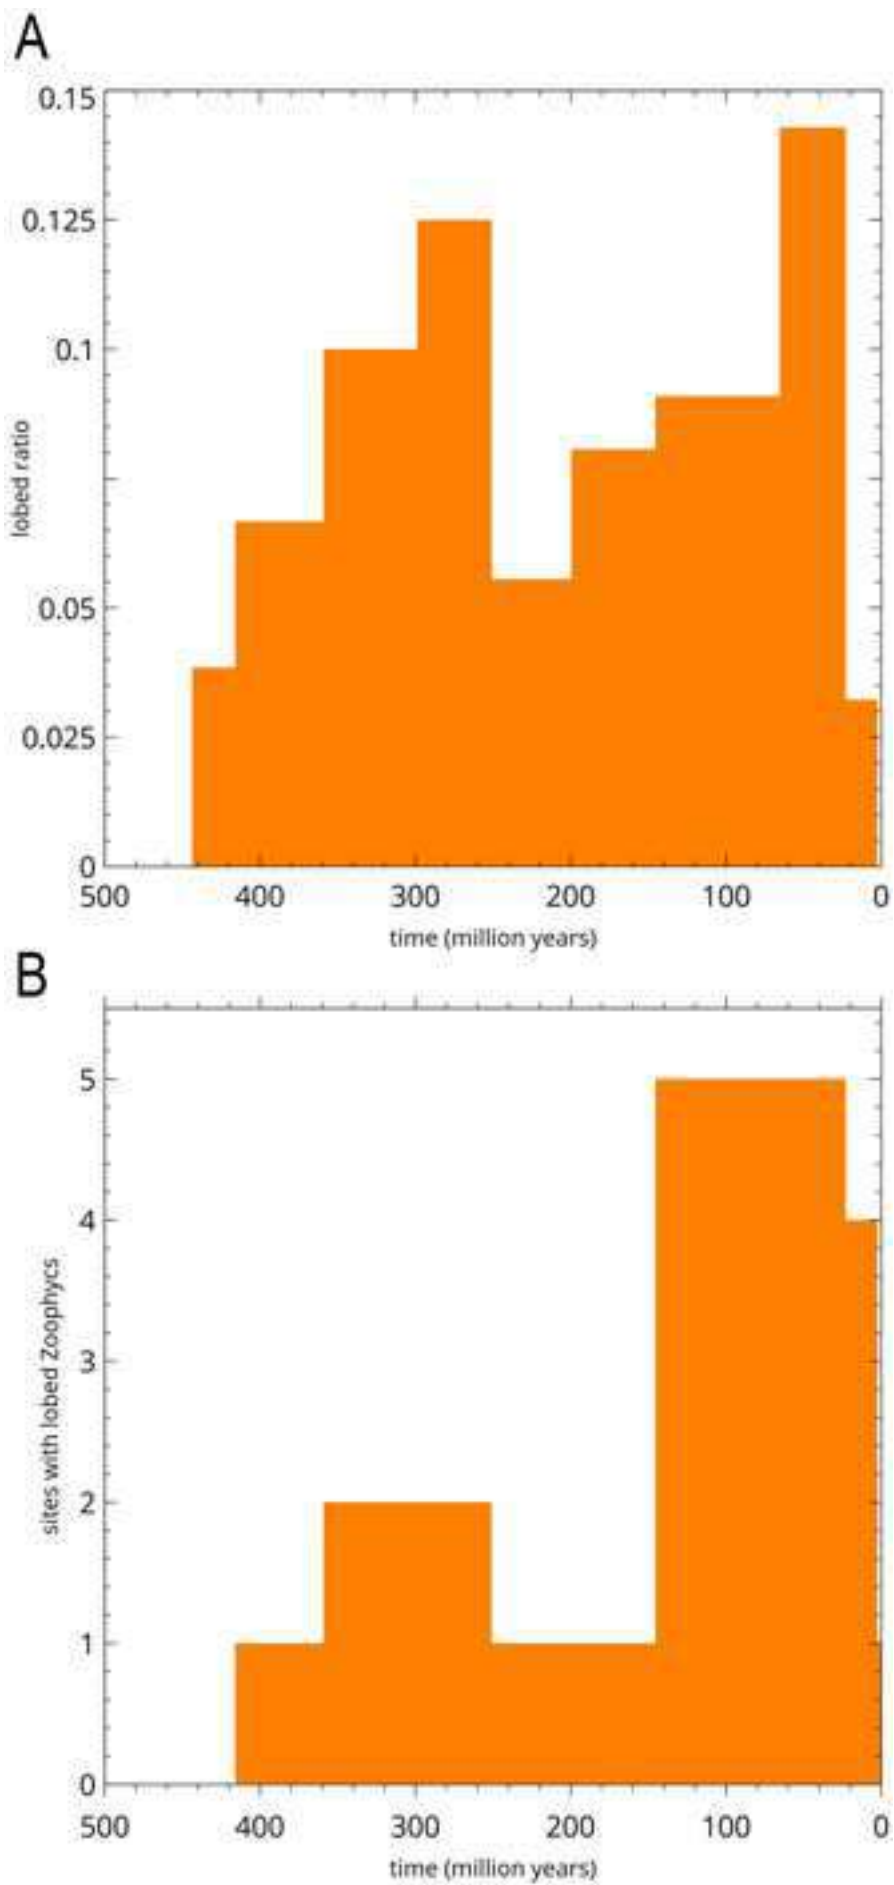 A
0.15
0.125
0.1
lobed ratio
0.05
0.025
0
500 400 300 200 100 0
time (million years)
B
5
4
sites with lobed Zoophycs
3
2
1
0
500 400 300 200 100 0
time (million years)